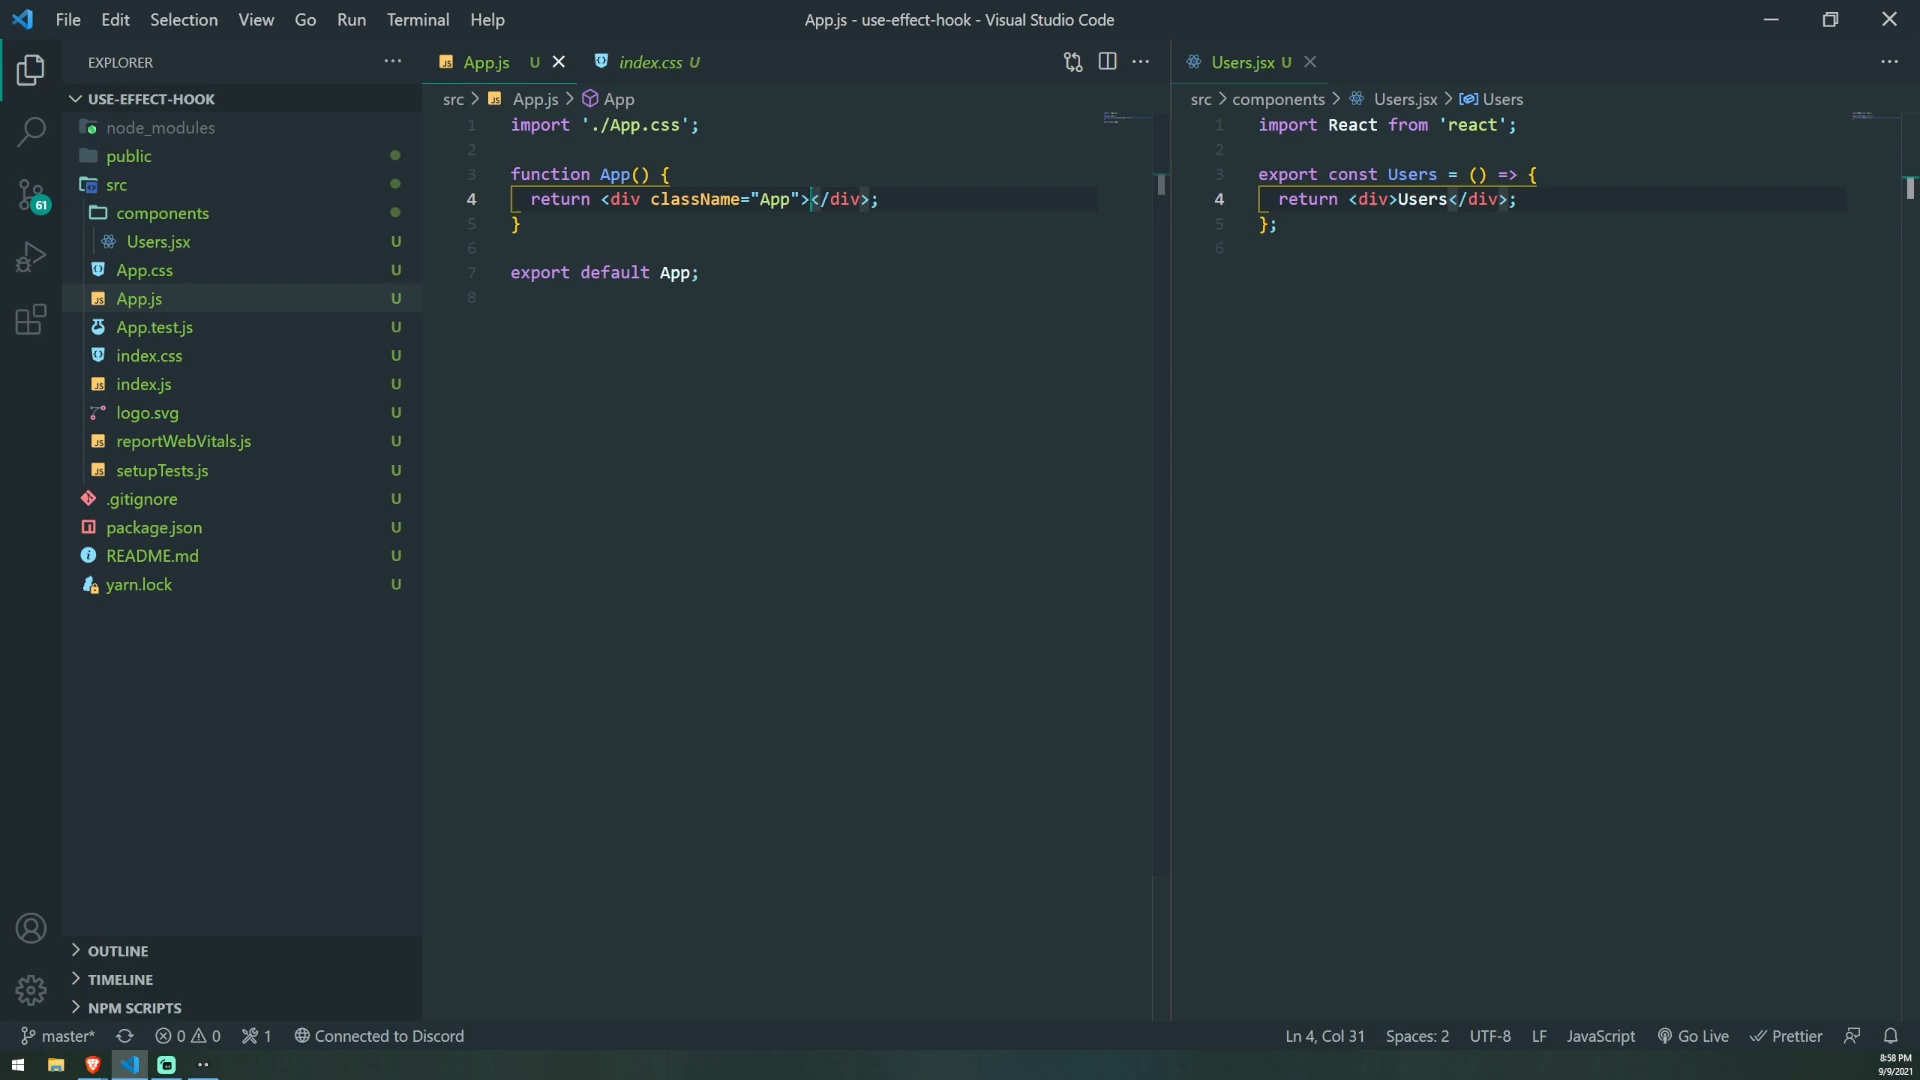 File Edit Selection View Go Run Terminal Help
App.js - use-effect-hook - Visual Studio Code
EXPLORER
USE-EFFECT-HOOK
node_modules
public
src
components
Users.jsx U
App.css U
App.js U
App.test.js U
index.css U
index.js U
logo.svg U
reportWebVitals.js U
setupTests.js U
.gitignore U
package.json U
README.md U
yarn.lock U
OUTLINE
TIMELINE
NPM SCRIPTS
61
App.js U
index.css U
src > App.js > App
1 import './App.css';
2
3 function App() {
4 return <div className="App"></div>;
5 }
6
7 export default App;
8
Users.jsx U
src > components > Users.jsx > Users
1 import React from 'react';
2
3 export const Users = () => {
4 return <div>Users</div>;
5 };
6
master* 0 0 1 Connected to Discord
Ln 4, Col 31 Spaces: 2 UTF-8 LF JavaScript Go Live Prettier
8:58 PM
9/9/2021